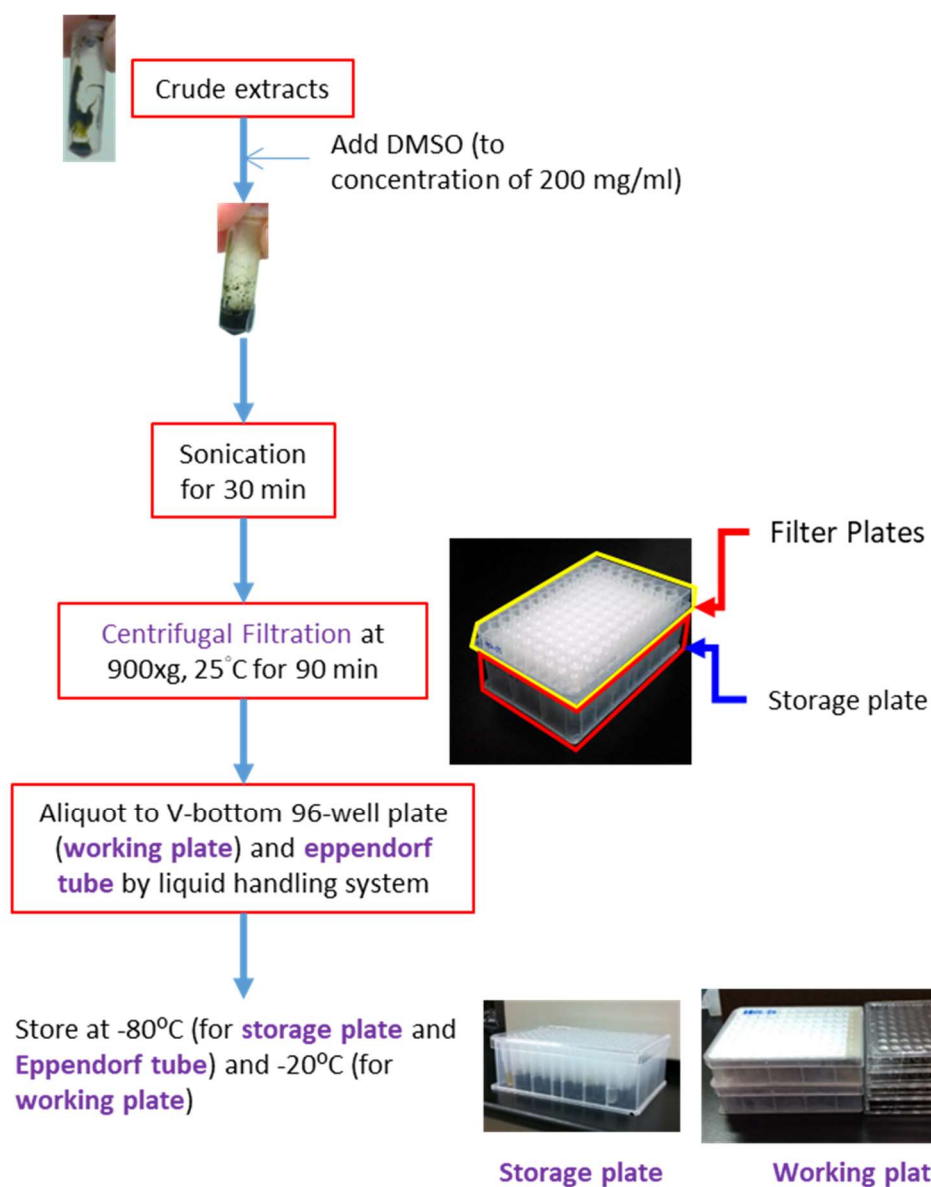 Crude extracts
Add DMSO (to
concentration of 200 mg/ml)
Sonication
for 30 min
Filter Plates
Centrifugal Filtration at
900xg, 25°C for 90 min
Storage plate
Aliquot to V-bottom 96-well plate
(working plate) and eppendorf
tube by liquid handling system
Store at -80⁰C (for storage plate and
Eppendorf tube) and -20⁰C (for
working plate)
Storage plate
Working plat